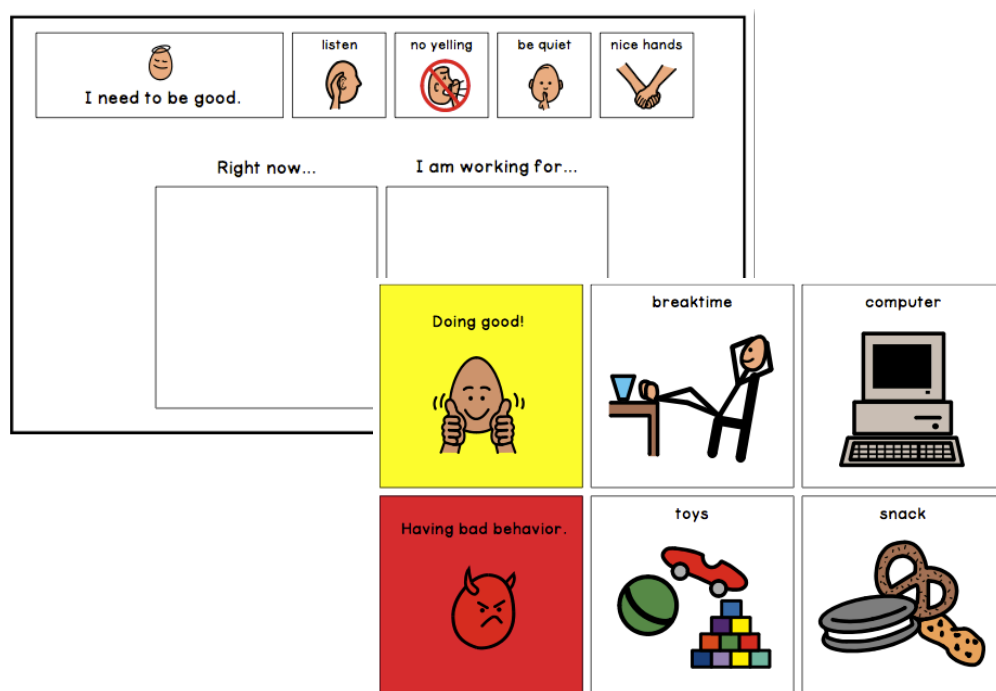 listen
no yelling
be quiet
nice hands
I need to be good.
Right now...
I am working for...
Doing good!
breaktime
computer
Having bad behavior.
toys
snack